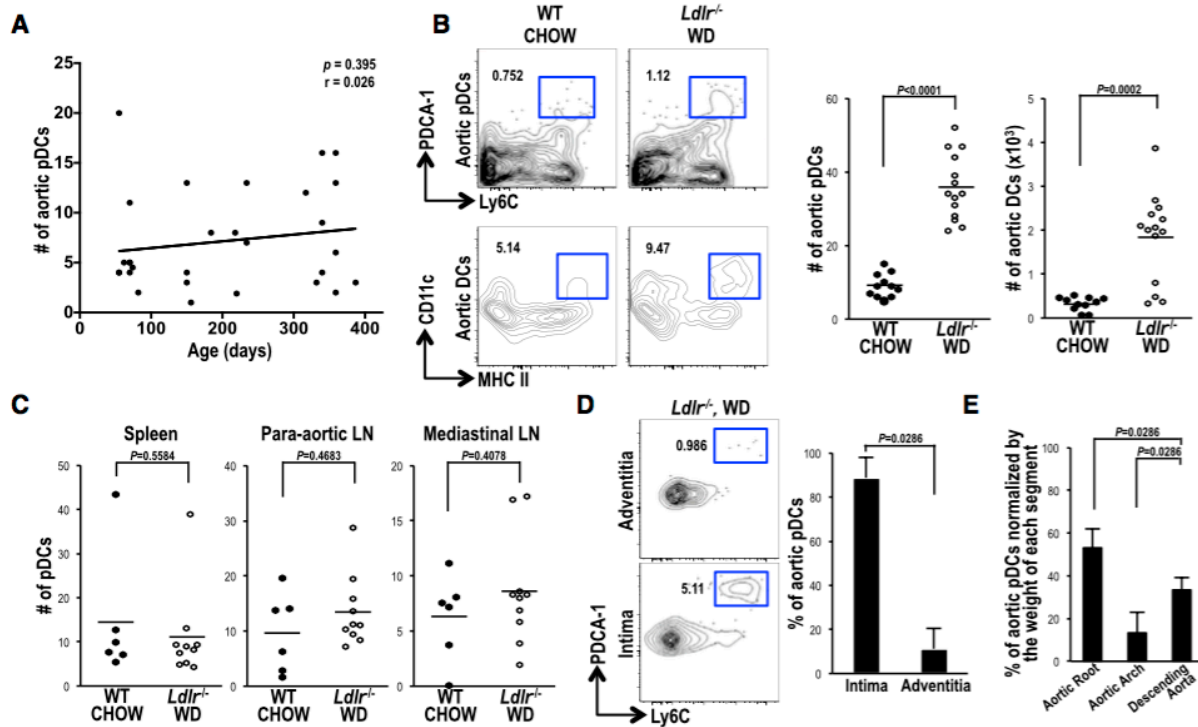 A
p = 0.395
r = 0.026
# of aortic pDCs
25
20
15
10
5
0
0 100 200 300 400
Age (days)
B
WT
CHOW
Ldlr-/-
WD
0.752
1.12
Aortic pDCs
PDCA-1
Ly6C
5.14
9.47
Aortic DCs
CD11c
MHC II
P<0.0001
# of aortic pDCs
60
40
20
0
WT
CHOW
Ldlr-/-
WD
P=0.0002
# of aortic DCs (x10³)
5
4
3
2
1
0
WT
CHOW
Ldlr-/-
WD
C
Spleen
P=0.5584
# of pDCs
50
40
30
20
10
0
WT
CHOW
Ldlr-/-
WD
Para-aortic LN
P=0.4683
40
30
20
10
0
WT
CHOW
Ldlr-/-
WD
Mediastinal LN
P=0.4078
20
15
10
5
0
WT
CHOW
Ldlr-/-
WD
D
Ldlr-/-, WD
0.986
Adventitia
5.11
Intima
PDCA-1
Ly6C
P=0.0286
% of aortic pDCs
100
80
60
40
20
0
Intima Adventitia
E
P=0.0286
P=0.0286
% of aortic pDCs normalized by
the weight of each segment
100
80
60
40
20
0
Aortic Root
Aortic Arch
Descending
Aorta